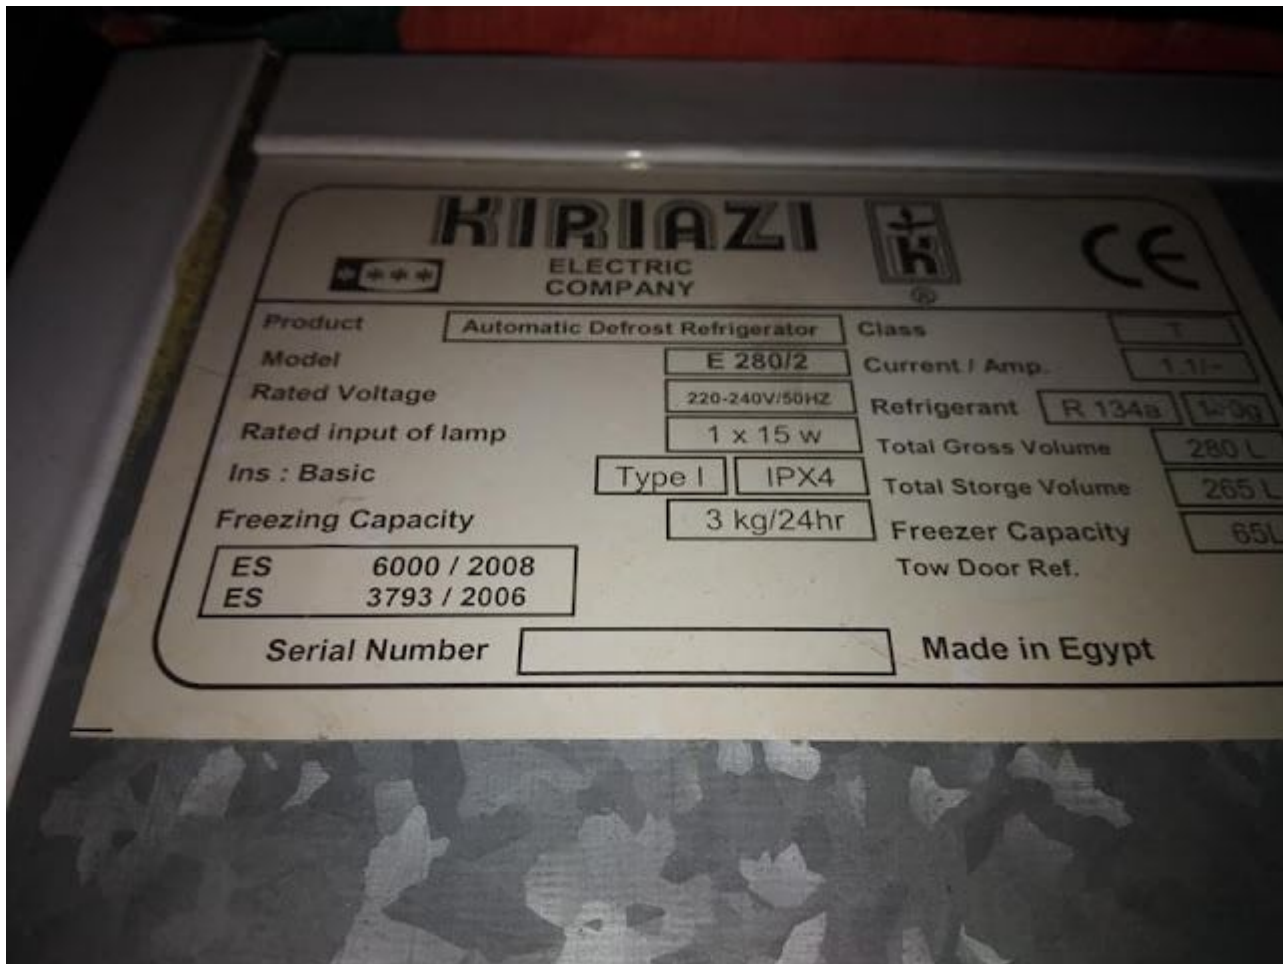 KIRIAZI
ELECTRIC
COMPANY
®
CE
Product Automatic Defrost Refrigerator Class T
Model E 280/2 Current / Amp. 1.1/~
Rated Voltage 220-240V/50HZ Refrigerant R 134a
Rated input of lamp 1 x 15 w Total Gross Volume 280 L
Ins : Basic Type I IPX4 Total Storge Volume 265 L
Freezing Capacity 3 kg/24hr Freezer Capacity 65L
Tow Door Ref.
ES 6000 / 2008
ES 3793 / 2006
Serial Number Made in Egypt